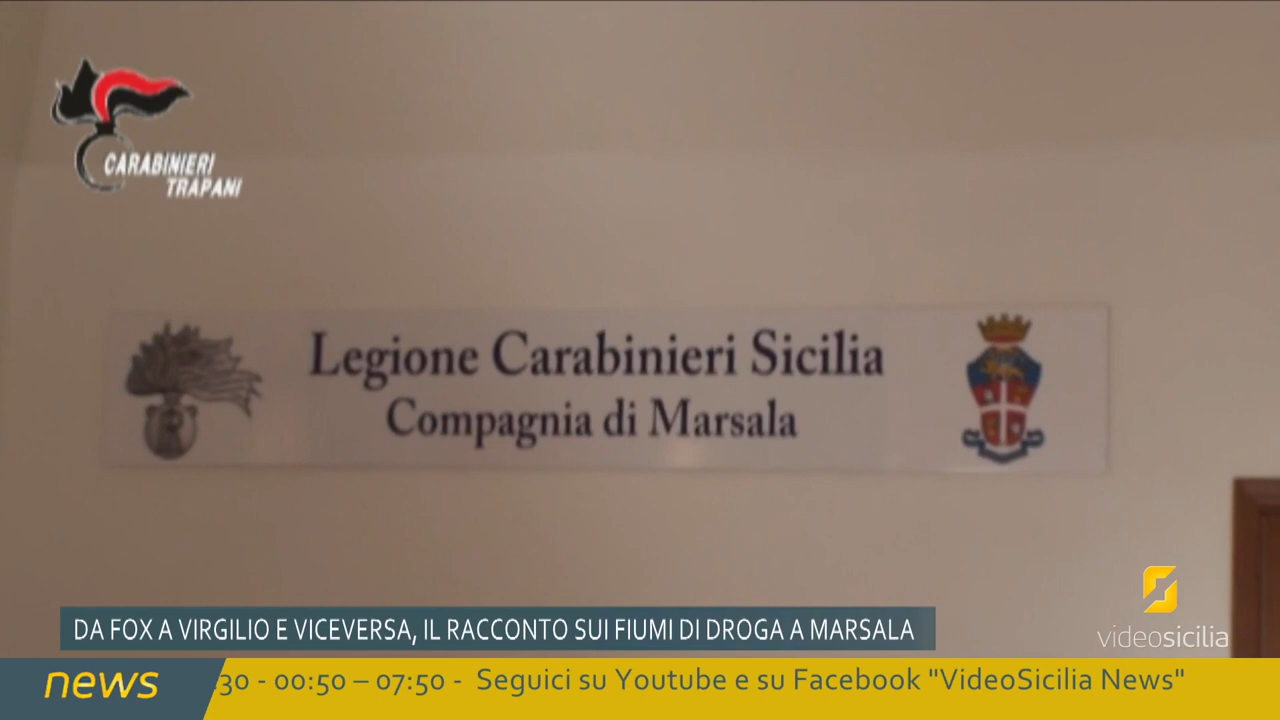 CARABINIERI
TRAPANI
Legione Carabinieri Sicilia
Compagnia di Marsala
videosicilia
DA FOX A VIRGILIO E VICEVERSA, IL RACCONTO SUI FIUMI DI DROGA A MARSALA
news
:30 - 00:50 – 07:50 - Seguici su Youtube e su Facebook "VideoSicilia News"